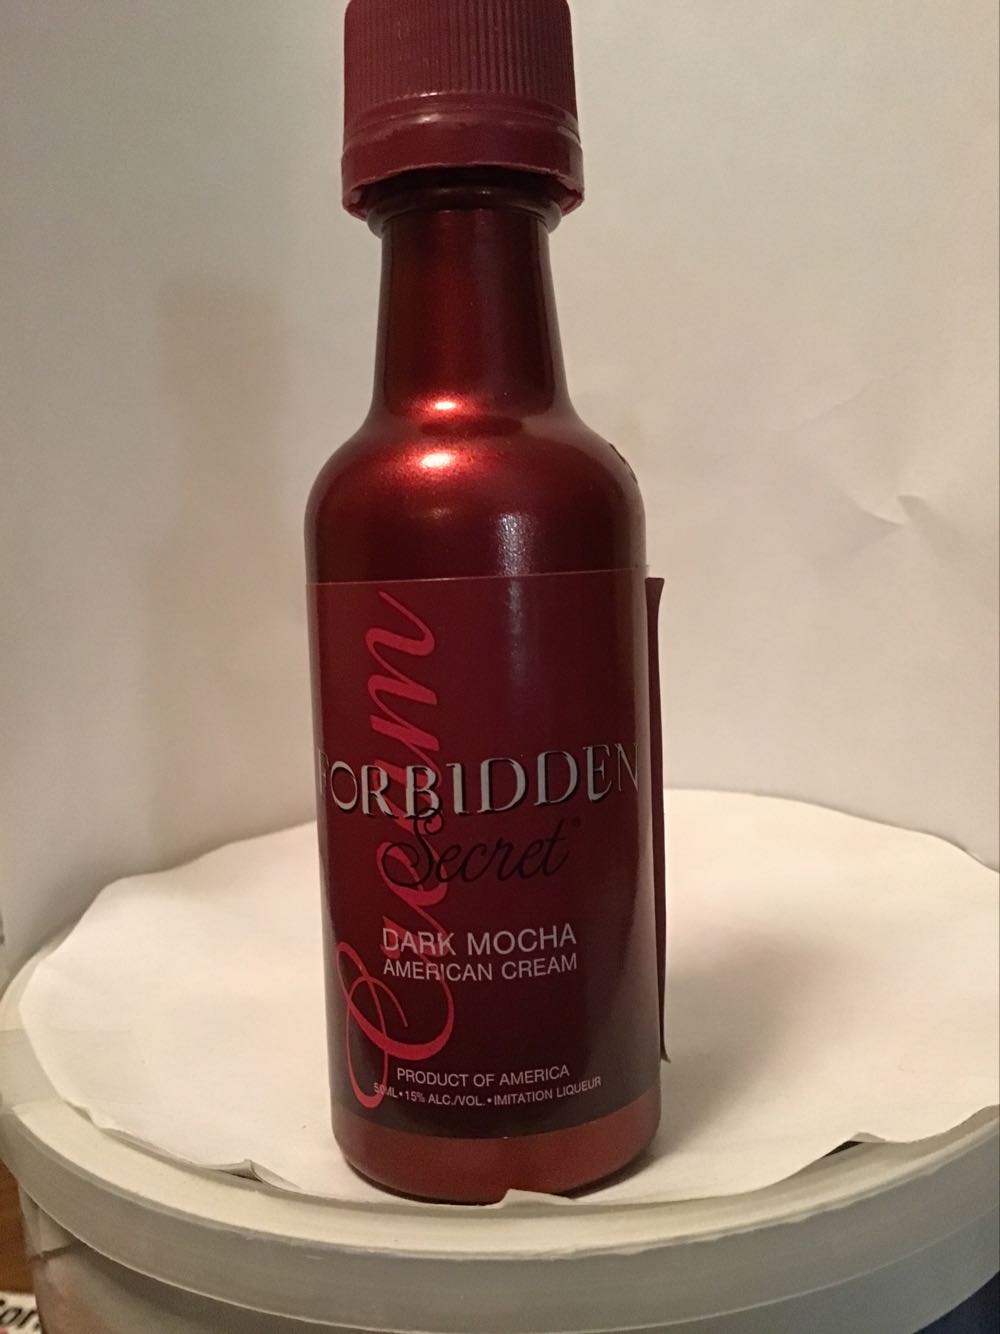 Cream
FORBIDDEN
Secret®
DARK MOCHA
AMERICAN CREAM
PRODUCT OF AMERICA
50ML • 15% ALC./VOL. • IMITATION LIQUEUR